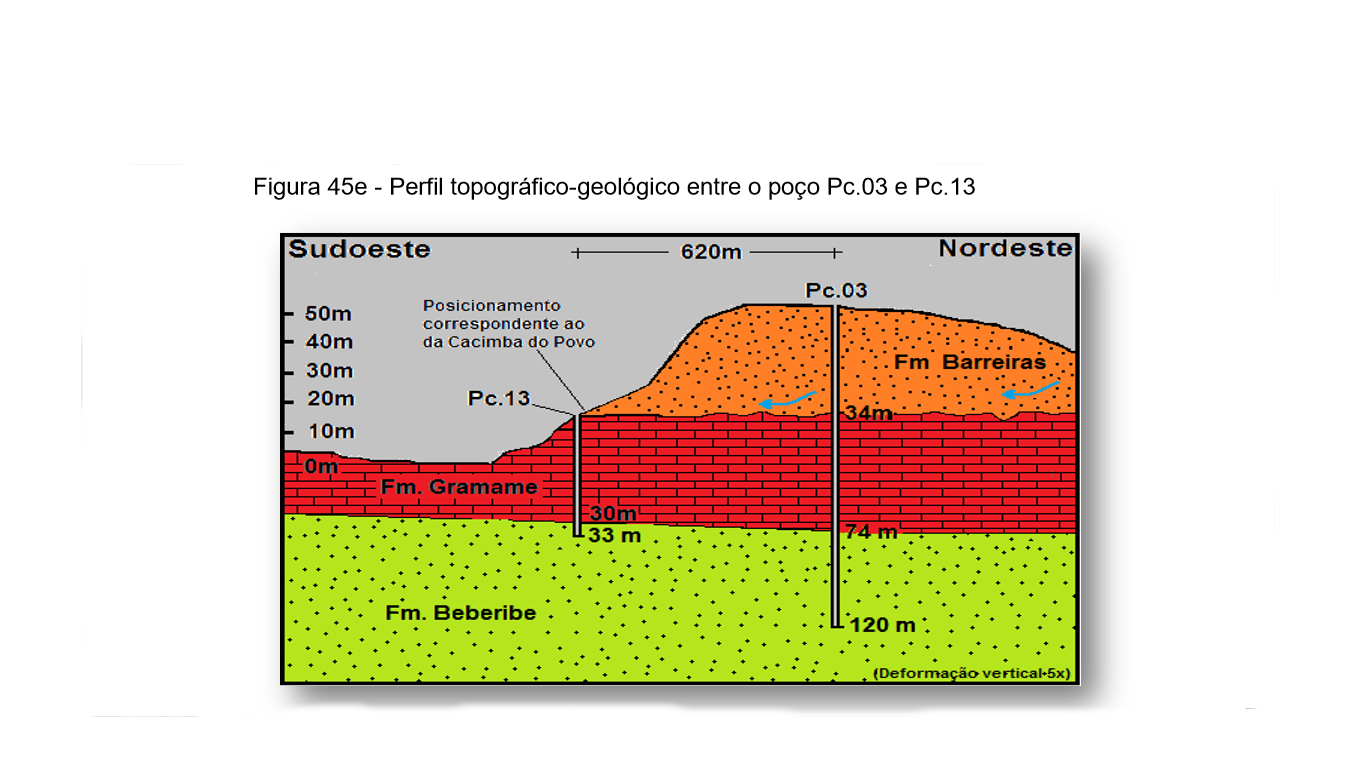 Figura 45e - Perfil topográfico-geológico entre o poço Pc.03 e Pc.13
Sudoeste
620m
Nordeste
Pc.03
Posicionamento
correspondente ao
da Cacimba do Povo
50m
40m
30m
20m
10m
0m
Pc.13
Fm Barreiras
34m
Fm. Gramame
30m
33 m
74 m
Fm. Beberibe
120 m
(Deformação vertical 5x)